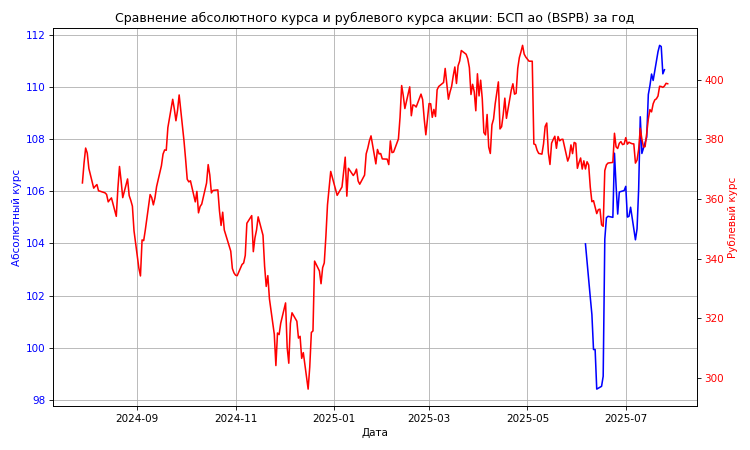 Сравнение абсолютного курса и рублевого курса акции: БСП ао (BSPB) за год
112
110
108
106
104
102
100
98
Абсолютный курс
400
380
360
340
320
300
Рублевый курс
2024-09 2024-11 2025-01 2025-03 2025-05 2025-07
Дата